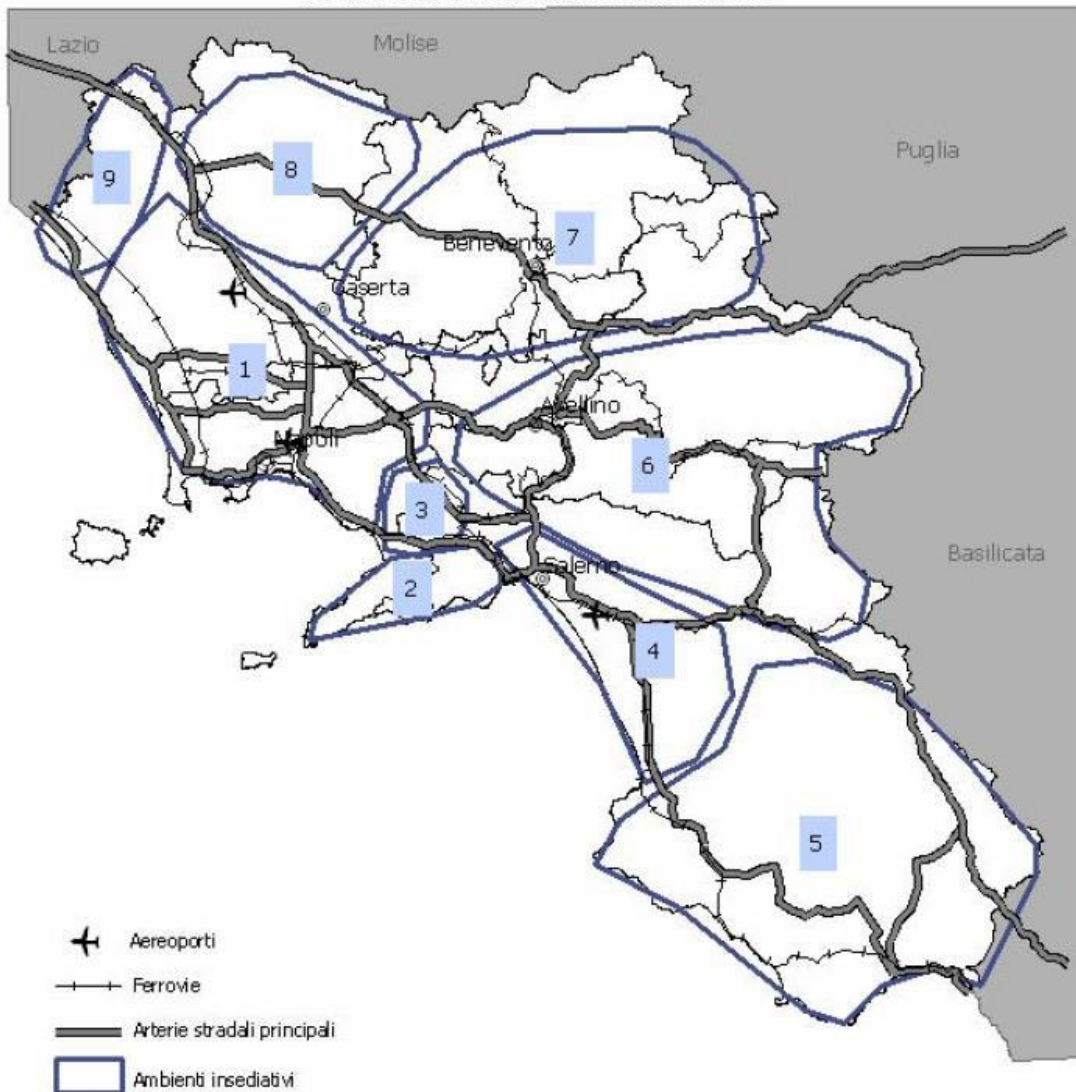 Lazio
Molise
Puglia
9
8
7
Benevento
Caserta
1
Avellino
Napoli
6
3
Basilicata
Salerno
2
4
5
Aereoporti
Ferrovie
Arterie stradali principali
Ambienti insediativi